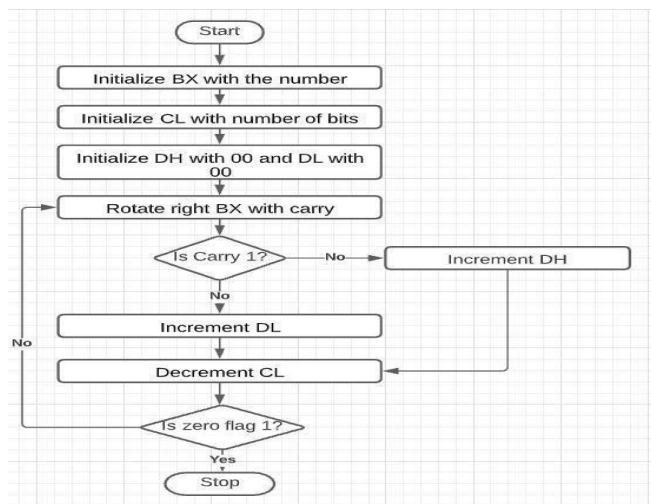 Start
Initialize BX with the number
Initialize CL with number of bits
Initialize DH with 00 and DL with
00
Rotate right BX with carry
Is Carry 1?
No
Increment DH
No
Increment DL
No
Decrement CL
Is zero flag 1?
Yes
Stop